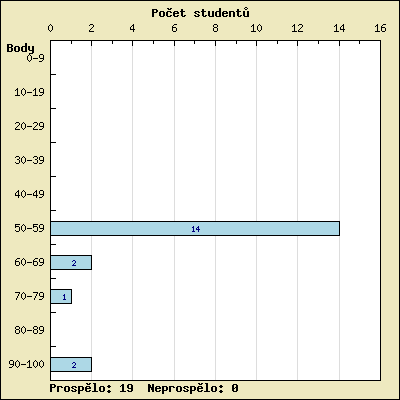 Počet studentů
0 2 4 6 8 10 12 14 16
Body
0-9
10-19
20-29
30-39
40-49
50-59 14
60-69 2
70-79 1
80-89
90-100 2
Prospělo: 19 Neprospělo: 0